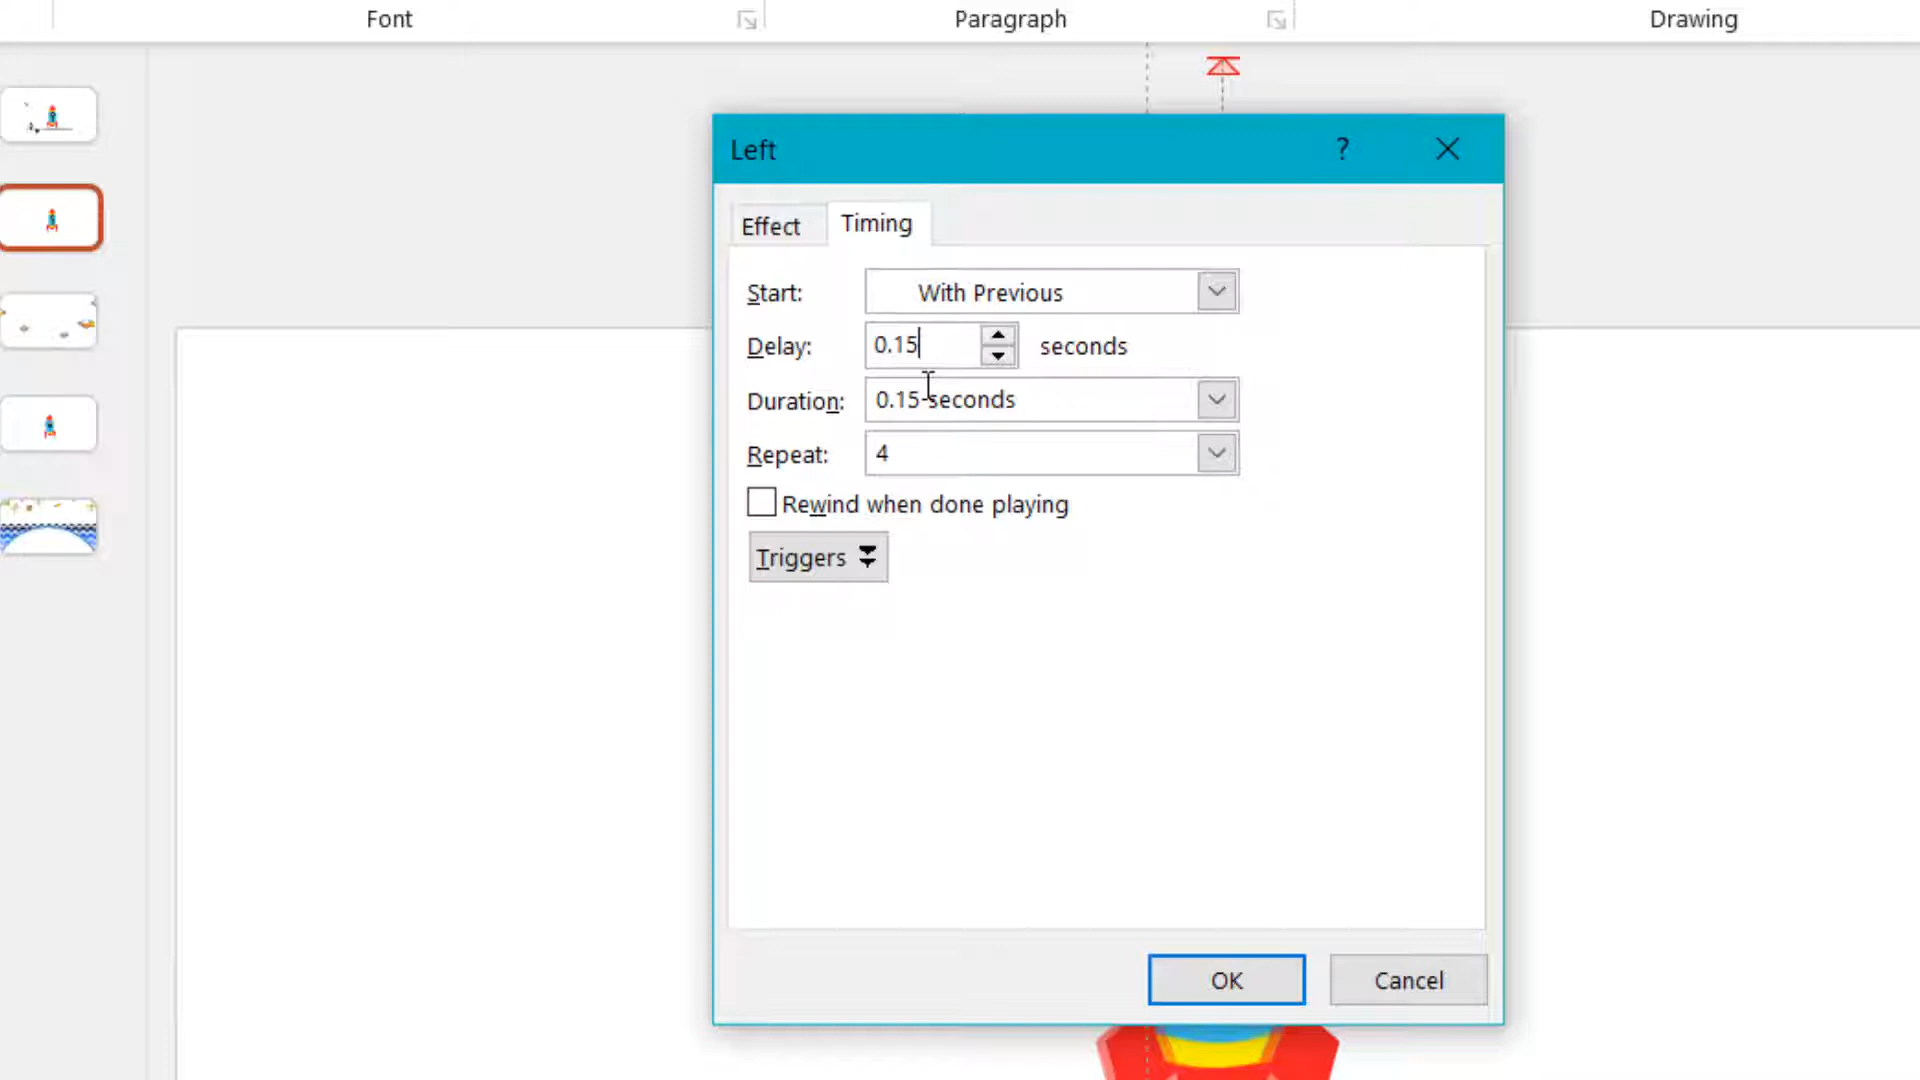 Font Paragraph Drawing
Left ?
Effect Timing
Start: With Previous
Delay: 0.15 seconds
Duration: 0.15 seconds
Repeat: 4
Rewind when done playing
Triggers
OK Cancel